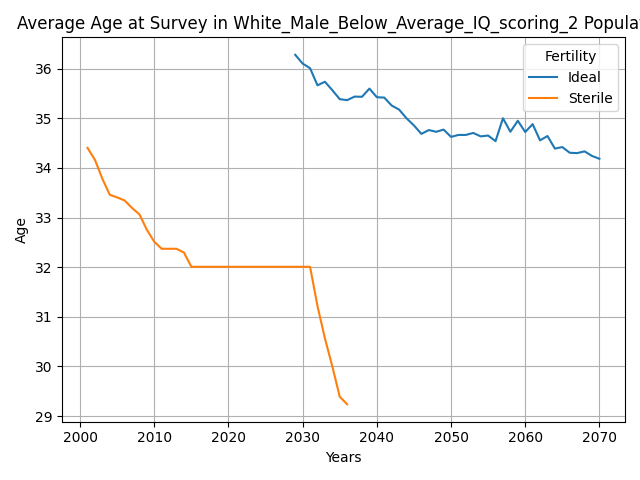 Average Age at Survey in White_Male_Below_Average_IQ_scoring_2 Popula
Fertility
Ideal
Sterile
Age
36
35
34
33
32
31
30
29
2000 2010 2020 2030 2040 2050 2060 2070
Years